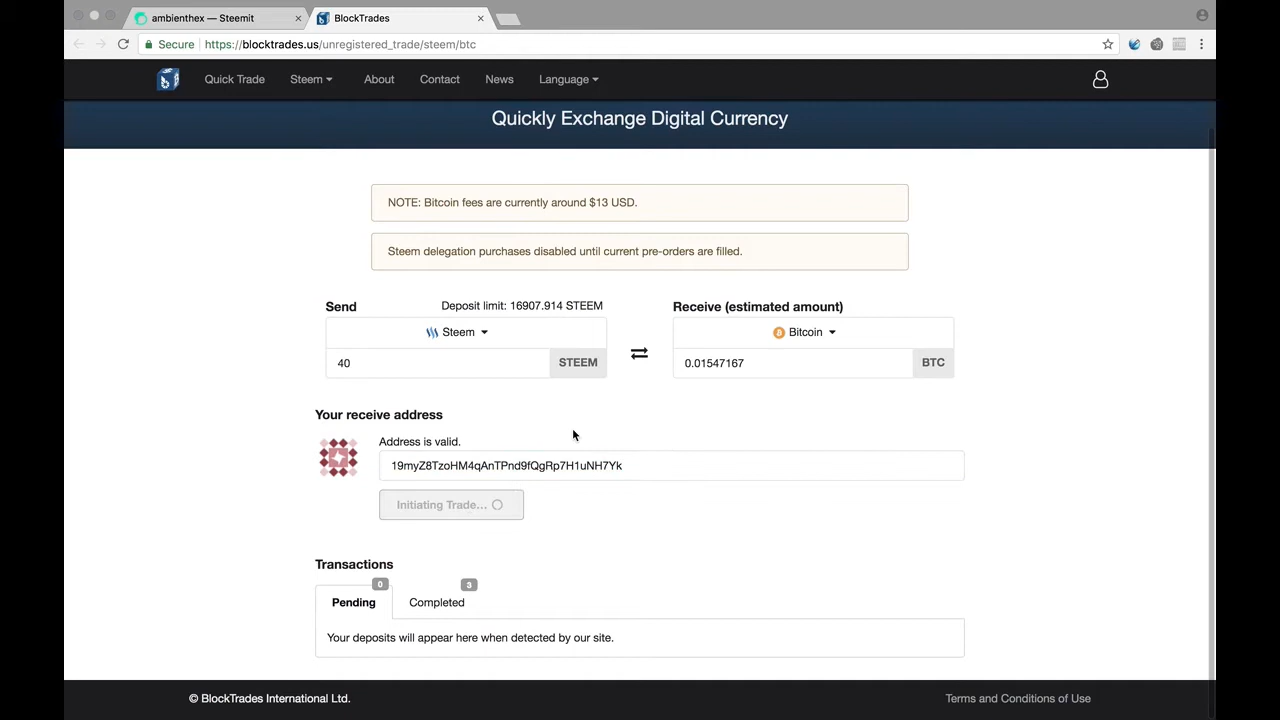 ambienthex — Steemit
BlockTrades
Secure https://blocktrades.us/unregistered_trade/steem/btc
Quick Trade Steem About Contact News Language
Quickly Exchange Digital Currency
NOTE: Bitcoin fees are currently around $13 USD.
Steem delegation purchases disabled until current pre-orders are filled.
Send Deposit limit: 16907.914 STEEM Receive (estimated amount)
Steem Bitcoin
40 STEEM 0.01547167 BTC
Your receive address
Address is valid.
19myZ8TzoHM4qAnTPnd9fQgRp7H1uNH7Yk
Initiating Trade...
Transactions
0 3
Pending Completed
Your deposits will appear here when detected by our site.
© BlockTrades International Ltd. Terms and Conditions of Use